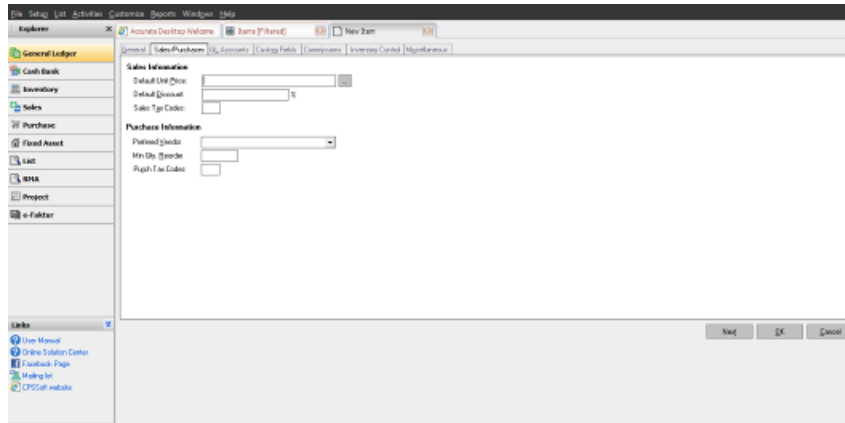 File Setup List Activities Customize Reports Windows Help
Explorer X
Accurate Desktop Welcome Items [Filtered] New Item
General Ledger
Cash Bank
Inventory
Sales
Purchase
Fixed Asset
List
RMA
Project
e-Faktur
General Sales/Purchases GL Accounts Custom Fields Commissions Inventory Control Miscellaneous
Sales Information
Default Unit Price: ...
Default Discount %
Sales Tax Codes:
Purchase Information
Preferred Vendor
Min Qty. Reorder
Purch Tax Codes
Links
User Manual
Online Solution Center
Facebook Page
Mailing list
CPSSoft website
Next OK Cancel